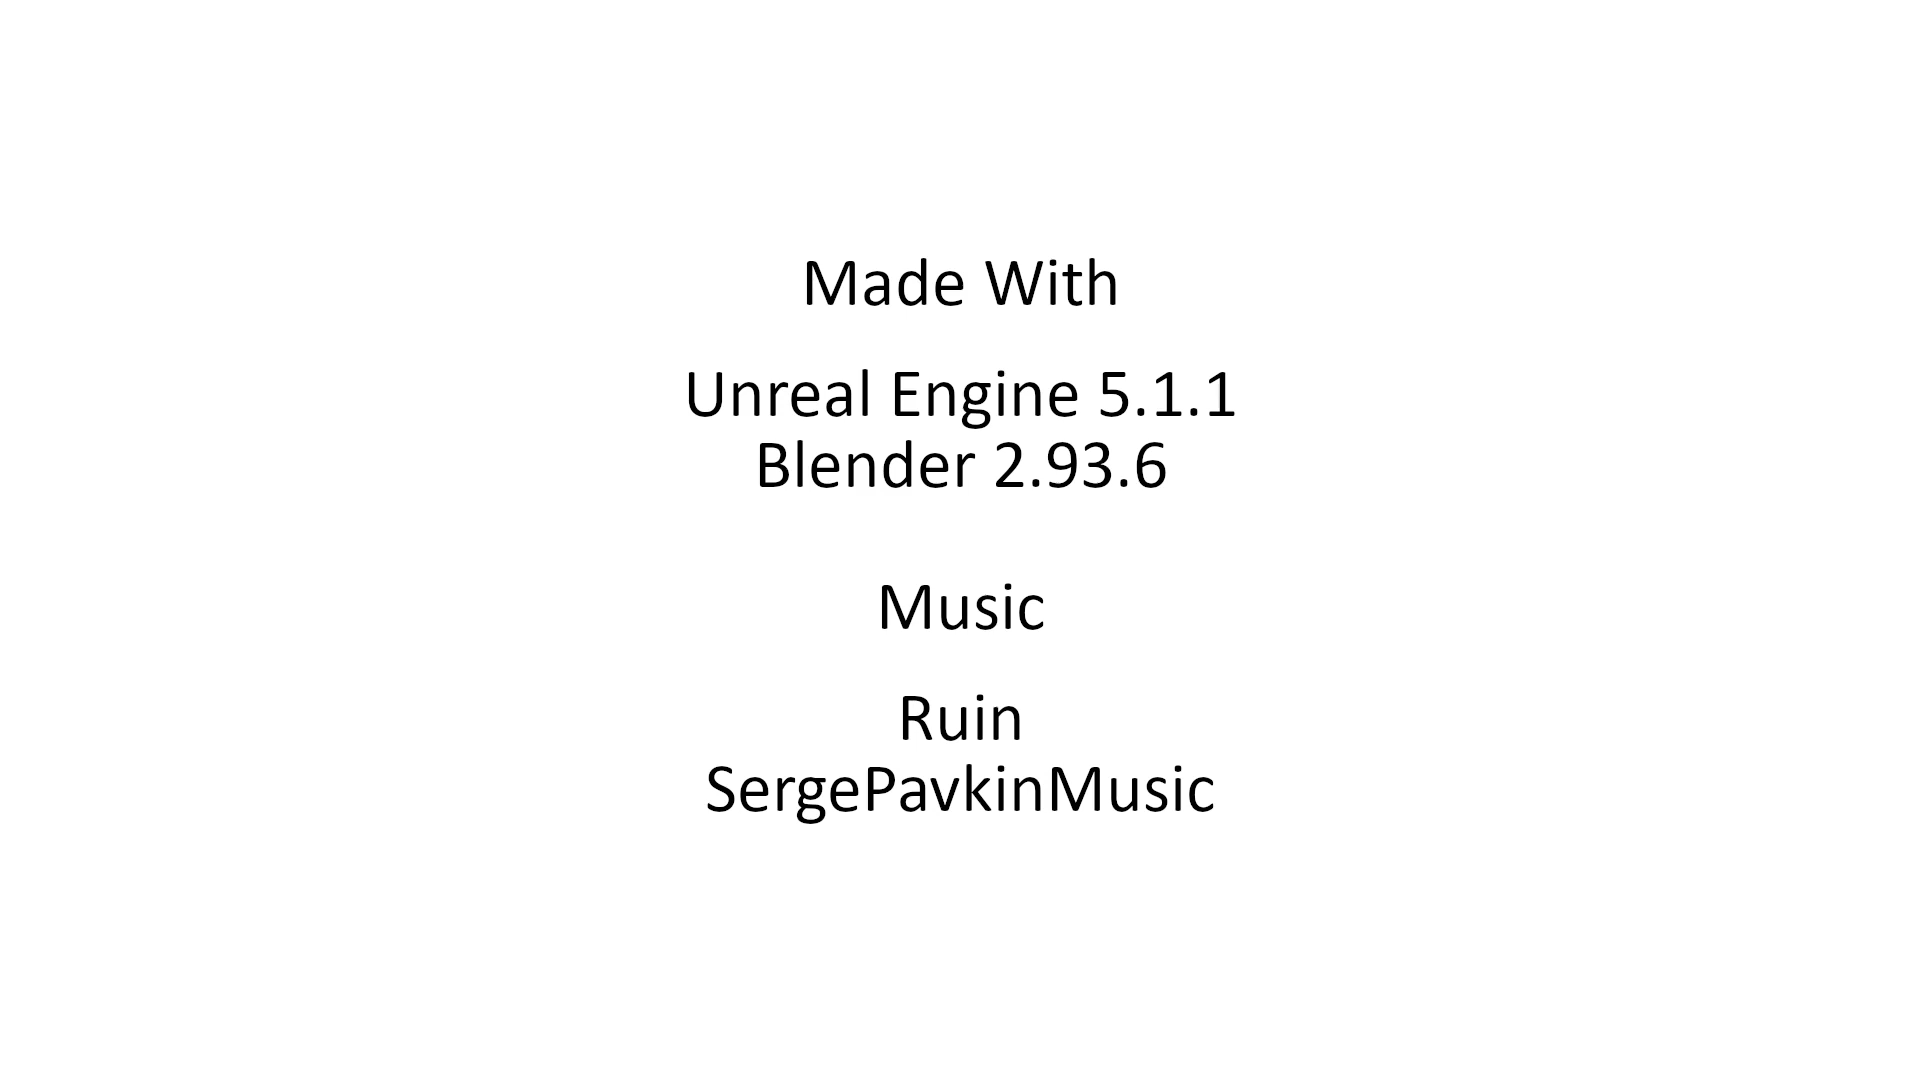 Made With
Unreal Engine 5.1.1
Blender 2.93.6
Music
Ruin
SergePavkinMusic